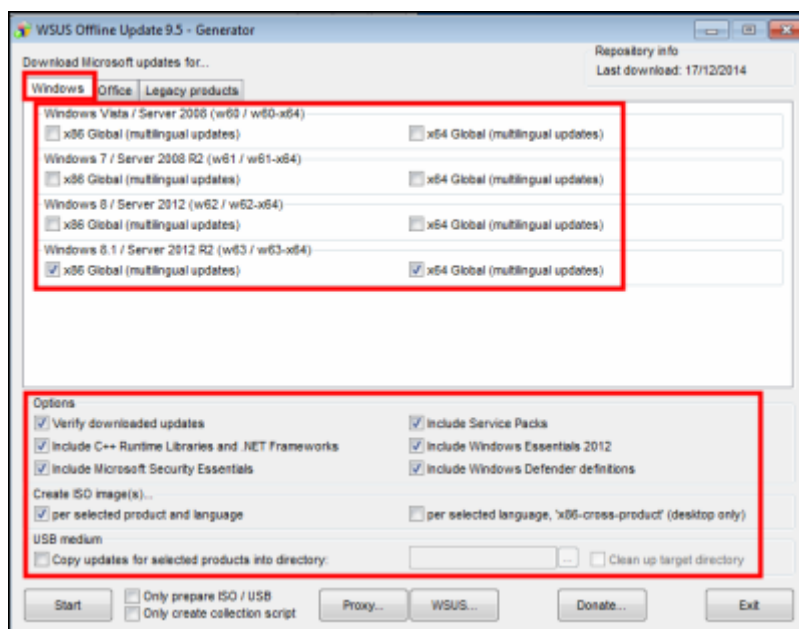 WSUS Offline Update 9.5 - Generator
Download Microsoft updates for...
Repository info
Last download: 17/12/2014
Windows Office Legacy products
Windows Vista / Server 2008 (w60 / w60-x64)
x86 Global (multilingual updates) x64 Global (multilingual updates)
Windows 7 / Server 2008 R2 (w61 / w61-x64)
x86 Global (multilingual updates) x64 Global (multilingual updates)
Windows 8 / Server 2012 (w62 / w62-x64)
x86 Global (multilingual updates) x64 Global (multilingual updates)
Windows 8.1 / Server 2012 R2 (w63 / w63-x64)
x86 Global (multilingual updates) x64 Global (multilingual updates)
Options
Verify downloaded updates Include Service Packs
Include C++ Runtime Libraries and .NET Frameworks Include Windows Essentials 2012
Include Microsoft Security Essentials Include Windows Defender definitions
Create ISO image(s)...
per selected product and language per selected language, 'x86-cross-product' (desktop only)
USB medium
Copy updates for selected products into directory: ... Clean up target directory
Start Only prepare ISO / USB Proxy... WSUS... Donate... Exit
Only create collection script